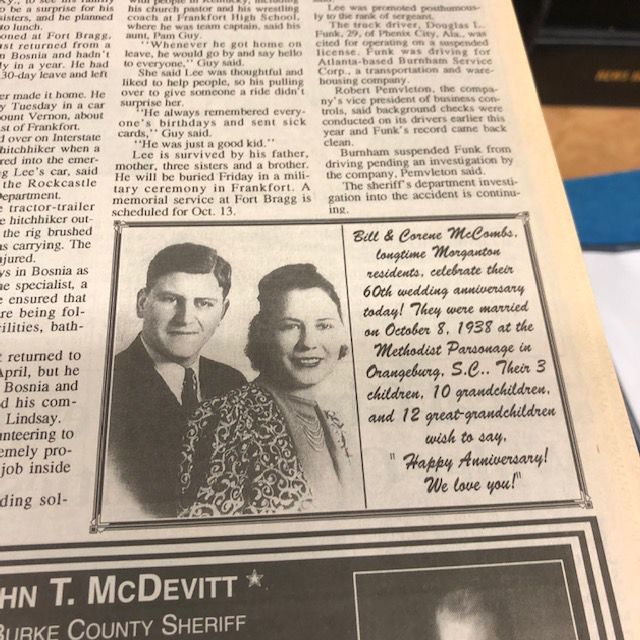 to be a surprise for his
sisters, and he planned
to lunch.
oned at Fort Bragg,
ust returned from a
n Bosnia and hadn't
ly in a year. He had
30-day leave and left
er made it home. He
y Tuesday in a car
ount Vernon, about
st of Frankfort.
d over on Interstate
hitchhiker when a
red into the emer-
g Lee's car, said
the Rockcastle
Department.
e tractor-trailer
e hitchhiker out-
the rig brushed
as carrying. The
njured.
ys in Bosnia as
ne specialist, a
e ensured that
re being fol-
ilities, bath-
t returned to
April, but he
Bosnia and
d his com-
Lindsay.
unteering to
emely pro-
job inside
ding sol-
with people in Kentucky, including
his church pastor and his wrestling
coach at Frankfort High School,
where he was team captain, said his
aunt, Pam Guy.
"Whenever he got home on
leave, he would go by and say hello
to everyone," Guy said.
She said Lee was thoughtful and
liked to help people, so his pulling
over to give someone a ride didn't
surprise her.
"He always remembered every-
one's birthdays and sent sick
cards," Guy said.
"He was just a good kid."
Lee is survived by his father,
mother, three sisters and a brother.
He will be buried Friday in a mili-
tary ceremony in Frankfort. A
memorial service at Fort Bragg is
scheduled for Oct. 13.
Lee was promoted posthumous-
ly to the rank of sergeant.
The truck driver, Douglas L.
Funk, 29, of Phenix City, Ala., was
cited for operating on a suspended
license. Funk was driving for
Atlanta-based Burnham Service
Corp., a transportation and ware-
housing company.
Robert Pemvleton, the compa-
ny's vice president of business con-
trols, said background checks were
conducted on its drivers earlier this
year and Funk's record came back
clean.
Burnham suspended Funk from
driving pending an investigation by
the company, Pemvleton said.
The sheriff's department investi-
gation into the accident is continu-
ing.
Bill & Corene McCombs,
longtime Morganton
residents, celebrate their
60th wedding anniversary
today! They were married
on October 8, 1938 at the
Methodist Parsonage in
Orangeburg, S.C.. Their 3
children, 10 grandchildren,
and 12 great-grandchildren
wish to say,
" Happy Anniversary!
We love you!"
HN T. MCDEVITT
BURKE COUNTY SHERIFF